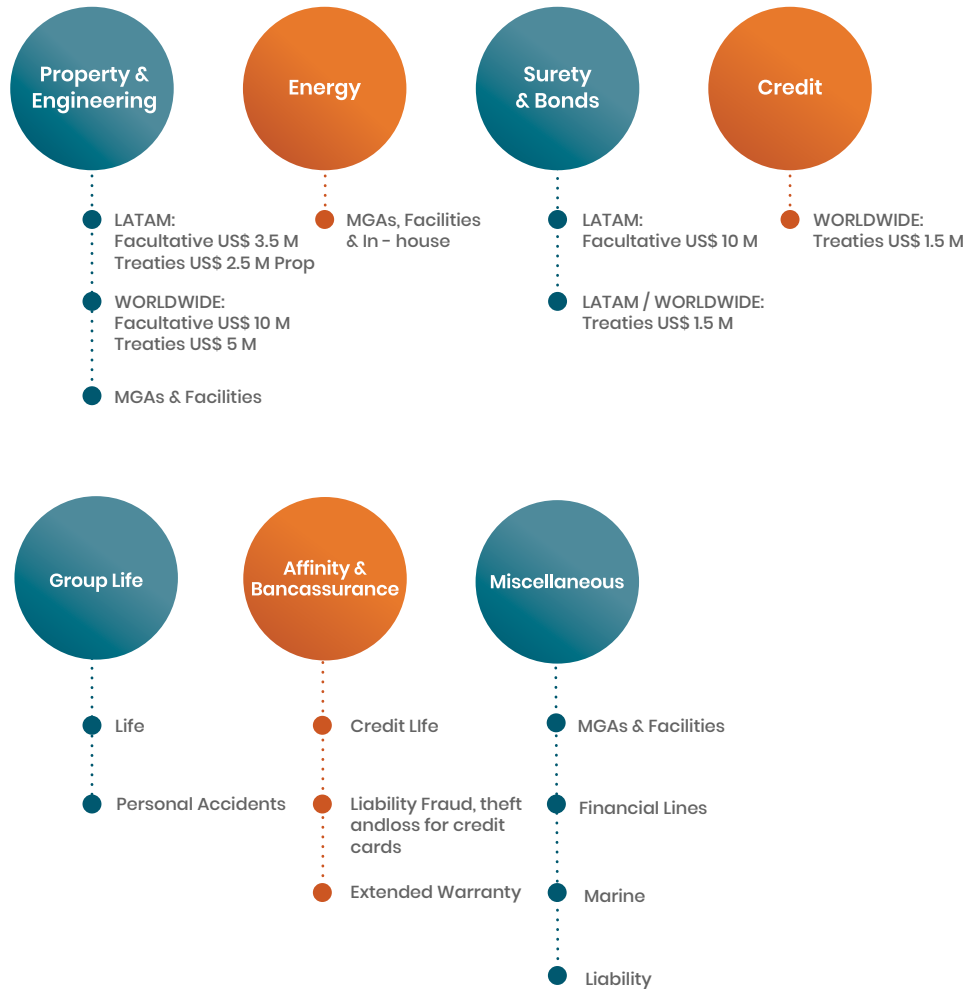 Property &
Engineering
LATAM:
Facultative US$ 3.5 M
Treaties US$ 2.5 M Prop
WORLDWIDE:
Facultative US$ 10 M
Treaties US$ 5 M
MGAs & Facilities
Energy
MGAs, Facilities
& In - house
Surety
& Bonds
LATAM:
Facultative US$ 10 M
LATAM / WORLDWIDE:
Treaties US$ 1.5 M
Credit
WORLDWIDE:
Treaties US$ 1.5 M
Group Life
Life
Personal Accidents
Affinity &
Bancassurance
Credit LIfe
Liability Fraud, theft
andloss for credit
cards
Extended Warranty
Miscellaneous
MGAs & Facilities
Financial Lines
Marine
Liability